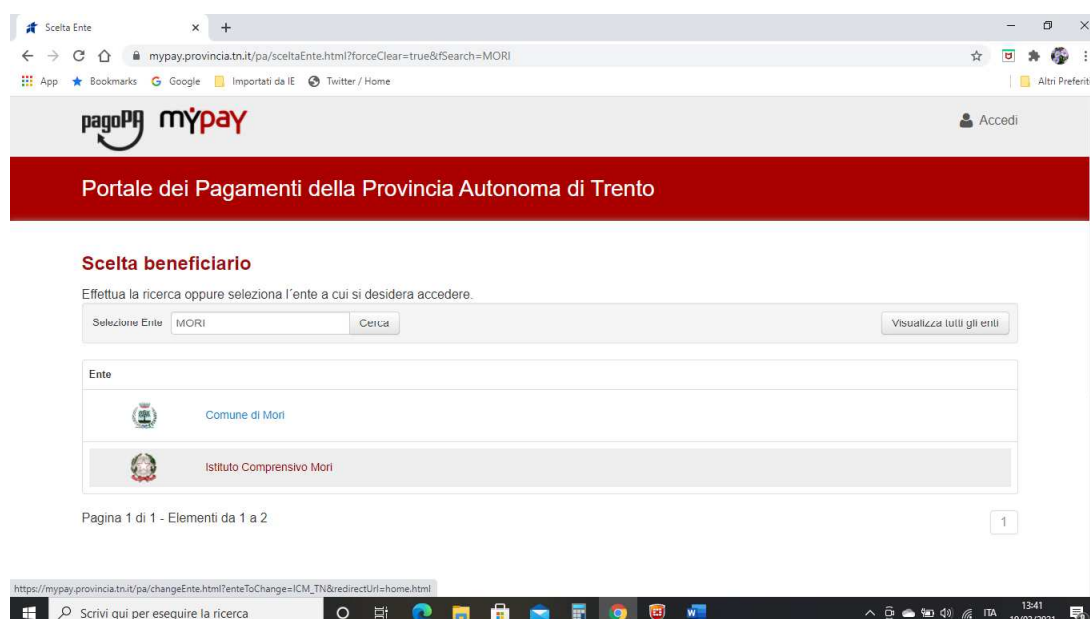 Scelta Ente
mypay.provincia.tn.it/pa/sceltaEnte.html?forceClear=true&fSearch=MORI
App Bookmarks Google Importati da IE Twitter / Home Altri Preferit
pagoPA mypay Accedi
Portale dei Pagamenti della Provincia Autonoma di Trento
Scelta beneficiario
Effettua la ricerca oppure seleziona l´ente a cui si desidera accedere.
Selezione Ente MORI Cerca Visualizza tutti gli enti
Ente
Comune di Mori
Istituto Comprensivo Mori
Pagina 1 di 1 - Elementi da 1 a 2 1
https://mypay.provincia.tn.it/pa/changeEnte.html?enteToChange=ICM_TN&redirectUrl=home.html
Scrivi qui per eseguire la ricerca ITA 13:41
19/03/2021